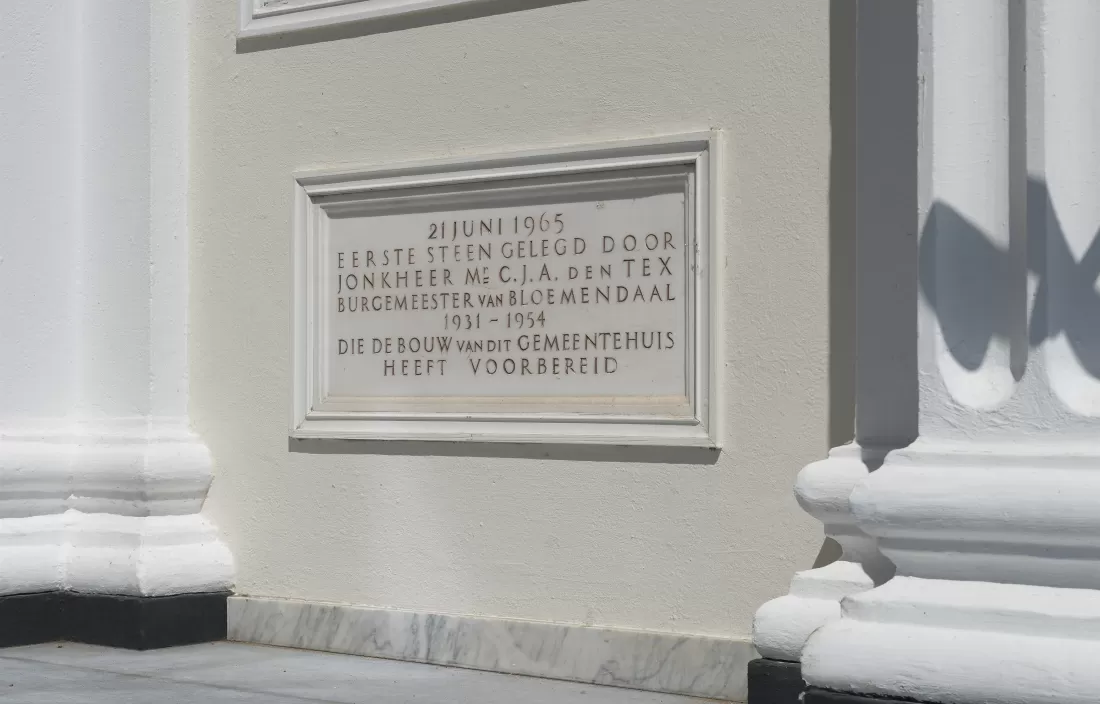 21 JUNI 1965
EERSTE STEEN GELEGD DOOR
JONKHEER Mr C.J.A. DEN TEX
BURGEMEESTER VAN BLOEMENDAAL
1931 - 1954
DIE DE BOUW VAN DIT GEMEENTEHUIS
HEEFT VOORBEREID